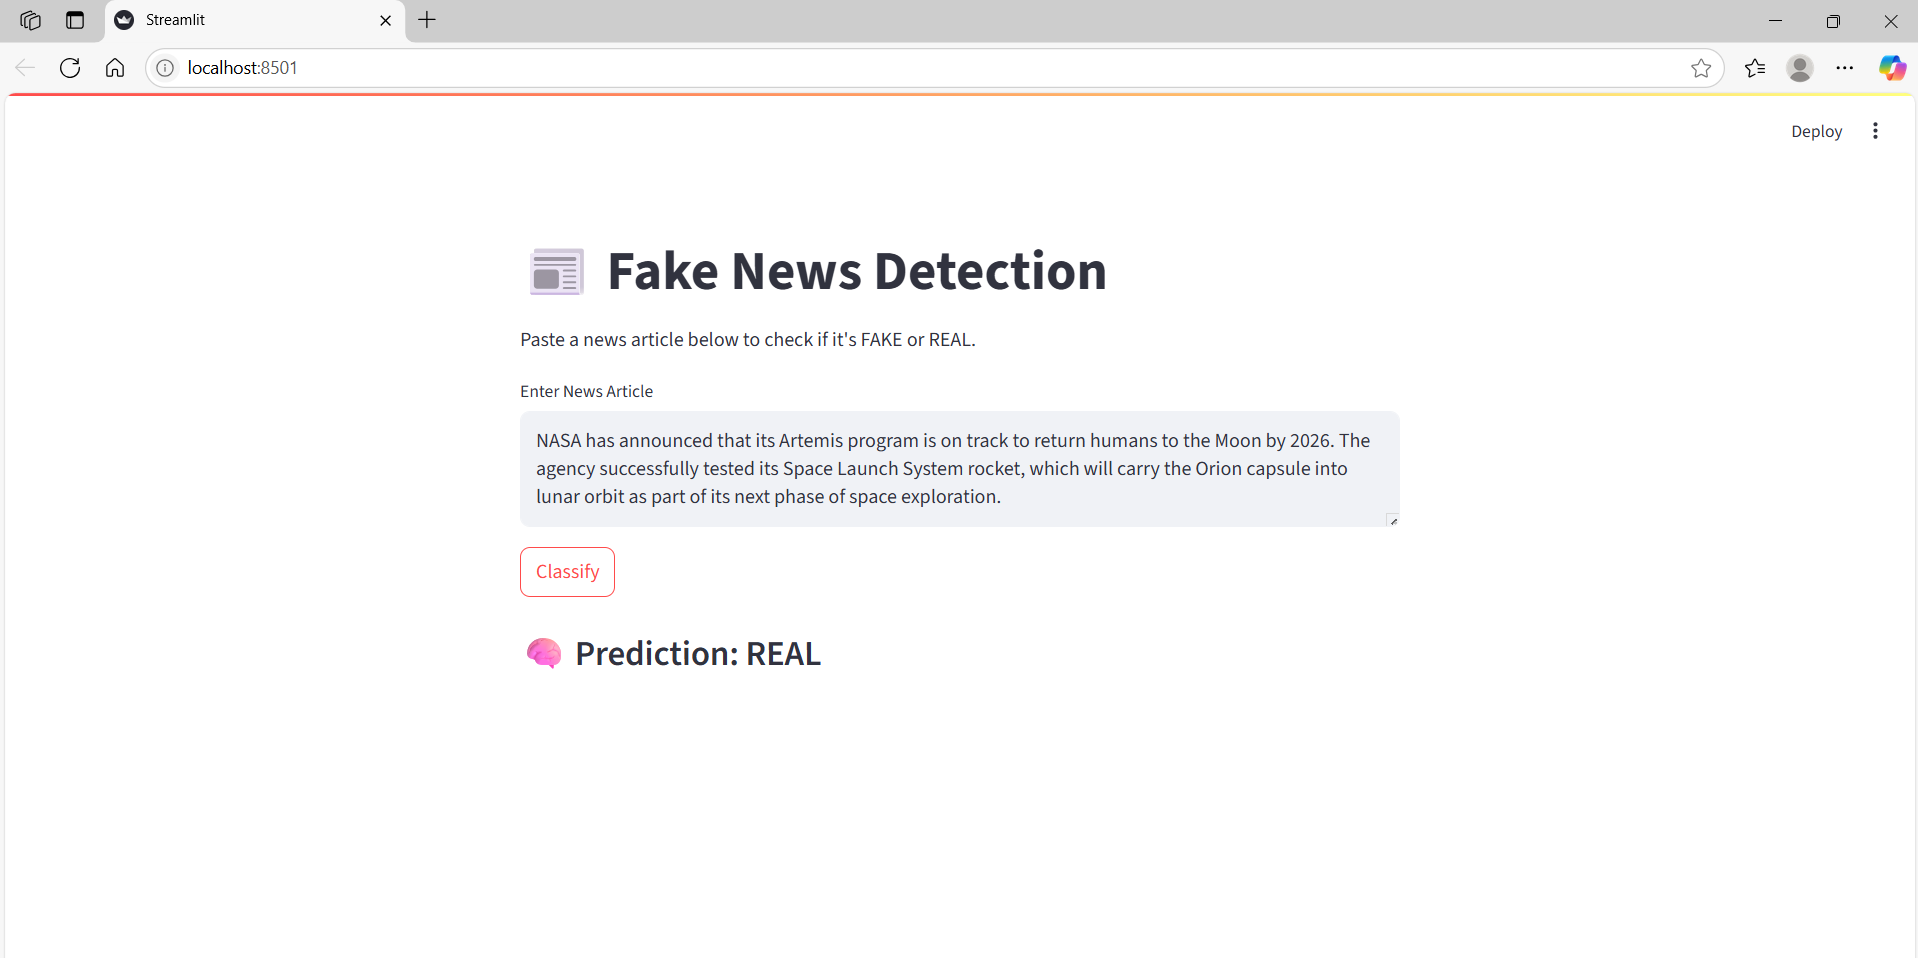 Streamlit
localhost:8501
Deploy
Fake News Detection
Paste a news article below to check if it's FAKE or REAL.
Enter News Article
NASA has announced that its Artemis program is on track to return humans to the Moon by 2026. The
agency successfully tested its Space Launch System rocket, which will carry the Orion capsule into
lunar orbit as part of its next phase of space exploration.
Classify
Prediction: REAL